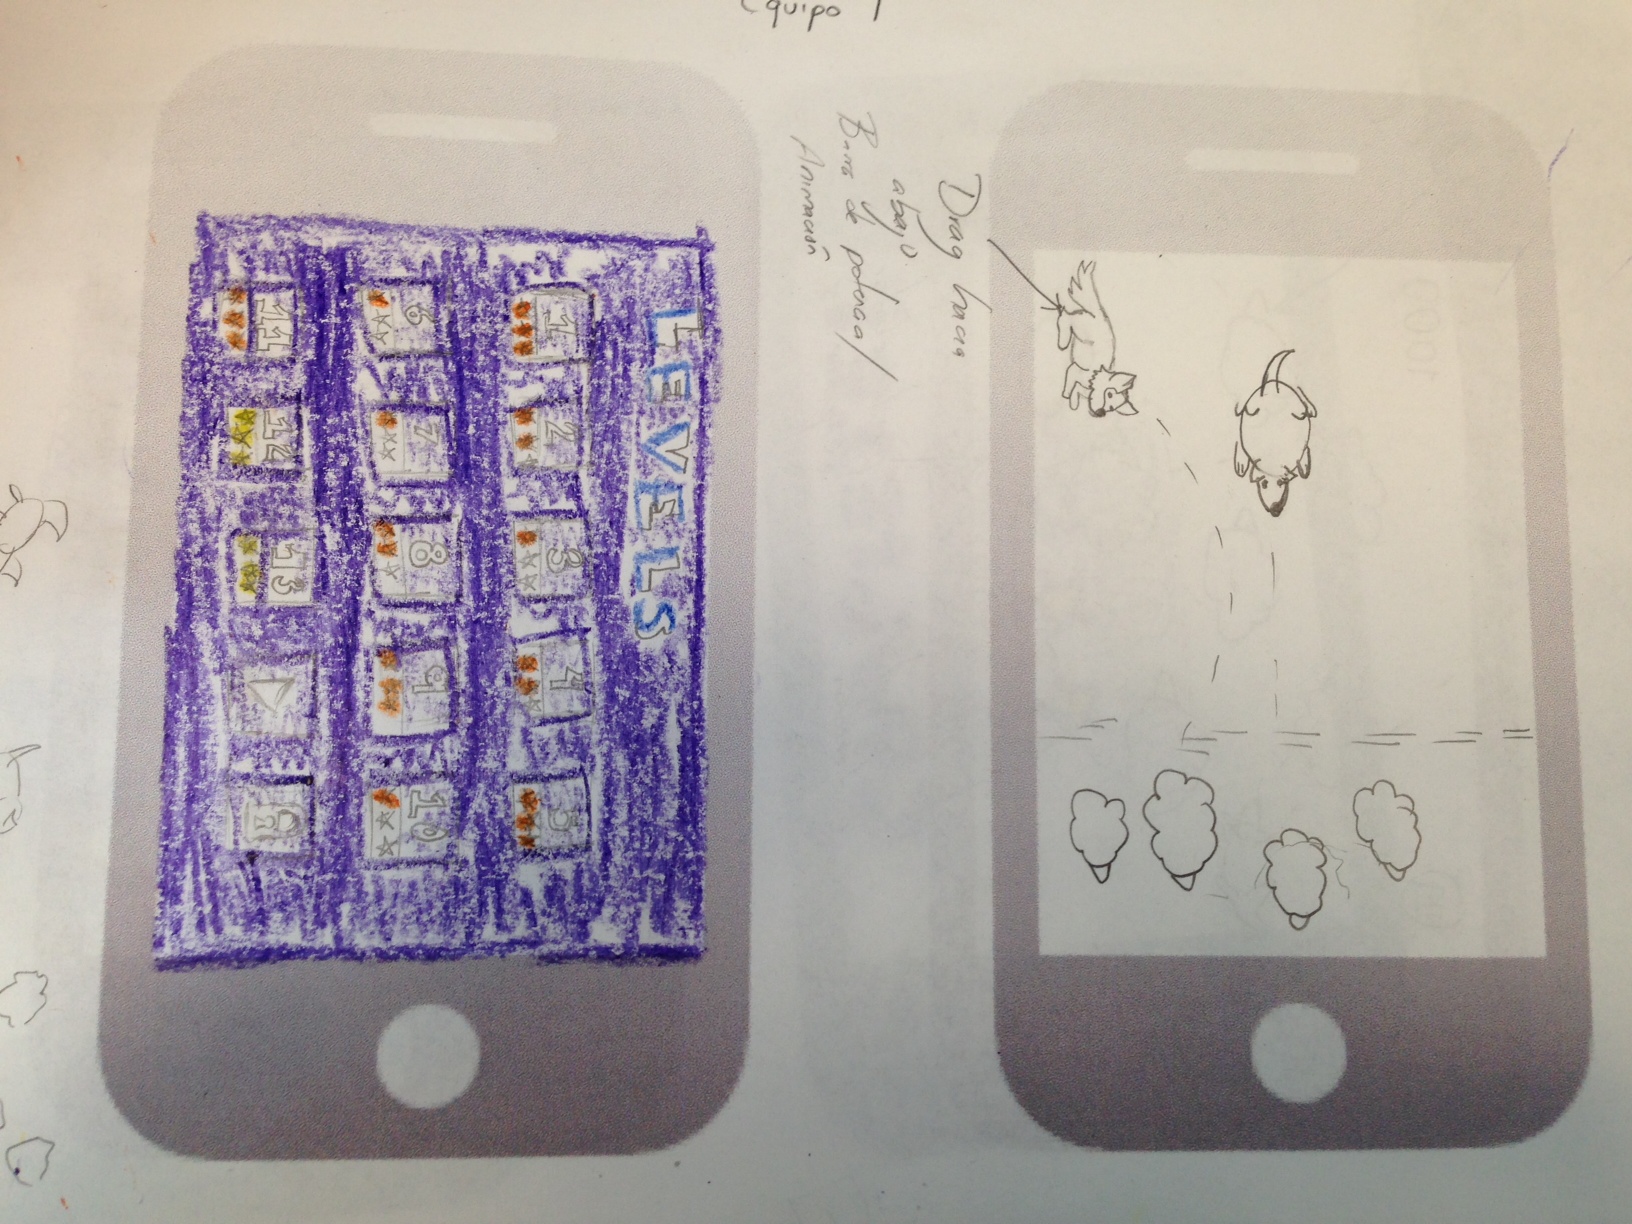 LEVELS
1 2 3 4 5
6 7 8 9 10
11 12 13
Drag hacia
abajo
Barra de potencia/
Animación
Equipo 1